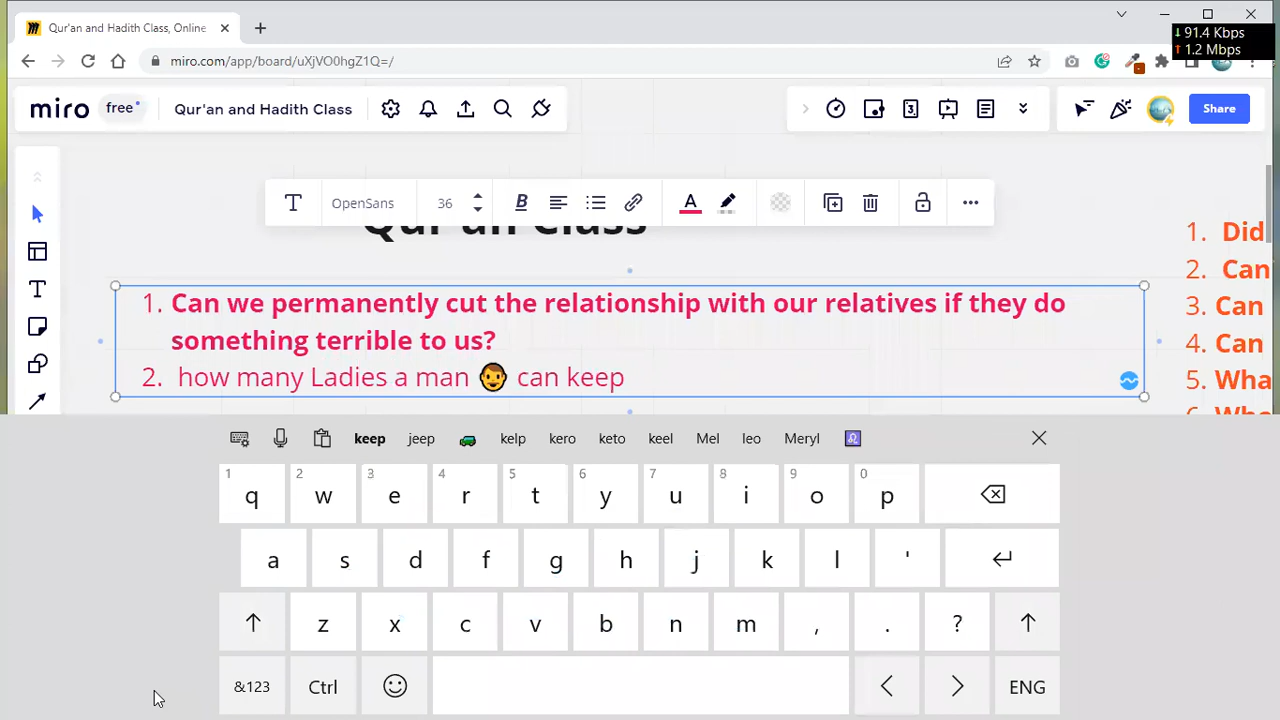 Qur'an and Hadith Class, Online
↓ 91.4 Kbps
↑ 1.2 Mbps
miro.com/app/board/uXjVO0hgZ1Q=/
miro free Qur'an and Hadith Class
3
Share
OpenSans 36 B A
Qur'an Class
1. Can we permanently cut the relationship with our relatives if they do
something terrible to us?
2. how many Ladies a man 👨 can keep
1. Did
2. Can
3. Can
4. Can
5. Wha
keep jeep kelp kero keto keel Mel leo Meryl
1 2 3 4 5 6 7 8 9 0
q w e r t y u i o p
a s d f g h j k l '
z x c v b n m , . ?
&123 Ctrl ENG